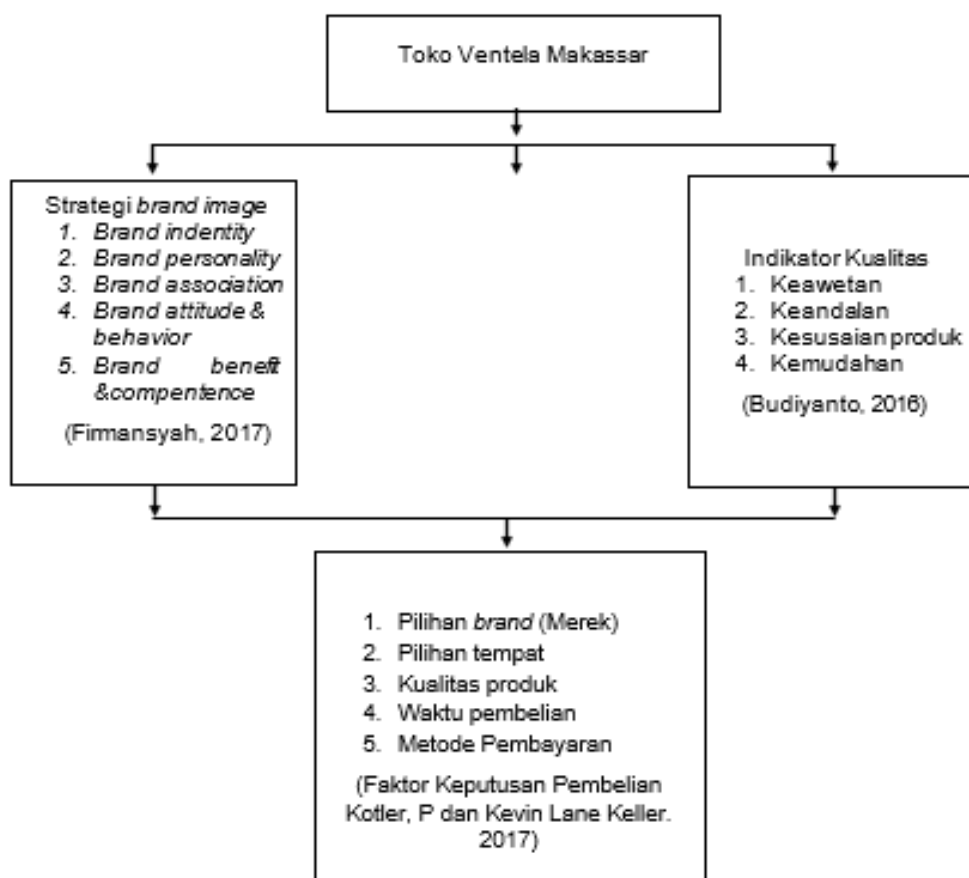 Toko Ventela Makassar
Strategi brand image
1. Brand indentity
2. Brand personality
3. Brand association
4. Brand attitude &
behavior
5. Brand benefit
&compentence
(Firmansyah, 2017)
Indikator Kualitas
1. Keawetan
2. Keandalan
3. Kesusaian produk
4. Kemudahan
(Budiyanto, 2016)
1. Pilihan brand (Merek)
2. Pilihan tempat
3. Kualitas produk
4. Waktu pembelian
5. Metode Pembayaran
(Faktor Keputusan Pembelian
Kotler, P dan Kevin Lane Keller.
2017)